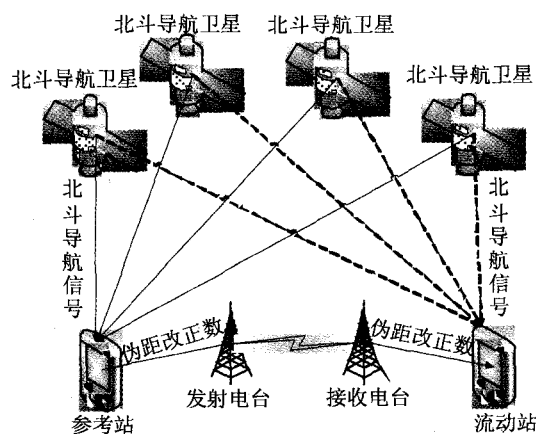 北斗导航卫星
北斗导航卫星
北斗导航卫星
北斗导航卫星
北斗导航信号
北斗导航信号
伪距改正数
伪距改正数
参考站
发射电台
接收电台
流动站